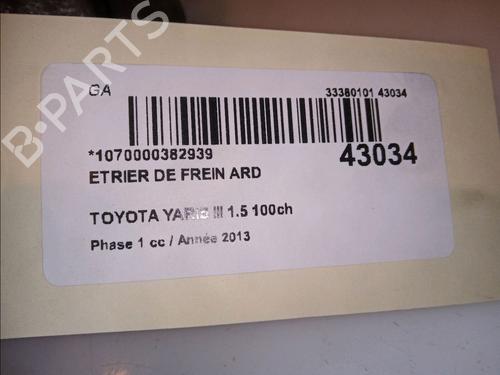 B-PARTS
GA 33380101 43034
*1070000382939 43034
ETRIER DE FREIN ARD
TOYOTA YARIS III 1.5 100ch
Phase 1 cc / Année 2013